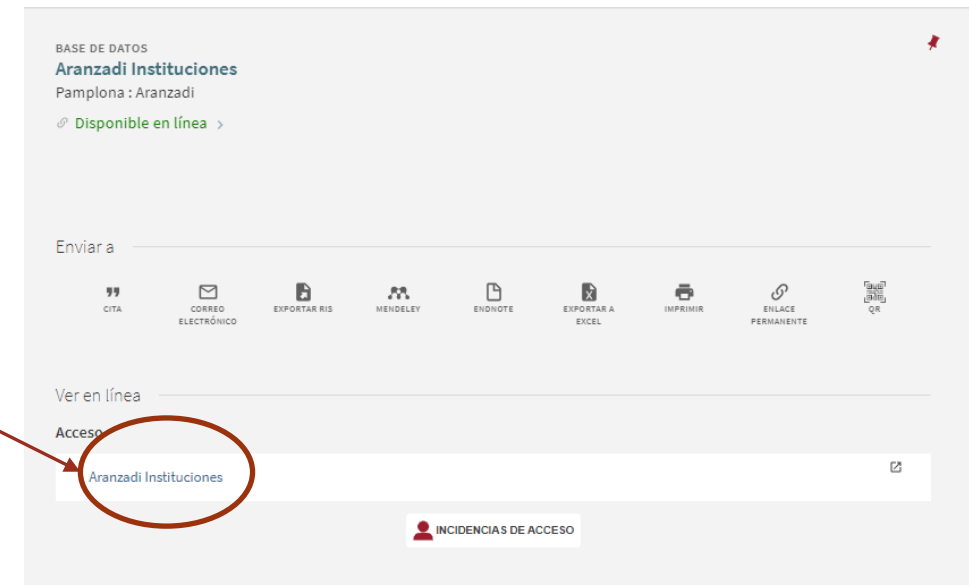 BASE DE DATOS
Aranzadi Instituciones
Pamplona : Aranzadi
Disponible en línea
Enviar a
CITA
CORREO
ELECTRÓNICO
EXPORTAR RIS
MENDELEY
ENDNOTE
EXPORTAR A
EXCEL
IMPRIMIR
ENLACE
PERMANENTE
QR
Ver en línea
Acceso
Aranzadi Instituciones
INCIDENCIAS DE ACCESO